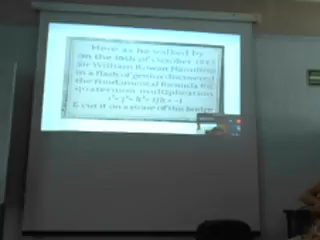 Here as he walked by
on the 16th of October 1843
Sir William Rowan Hamilton
in a flash of genius discovered
the fundamental formula for
quaternion multiplication
i² = j² = k² = ijk = −1
& cut it on a stone of this bridge